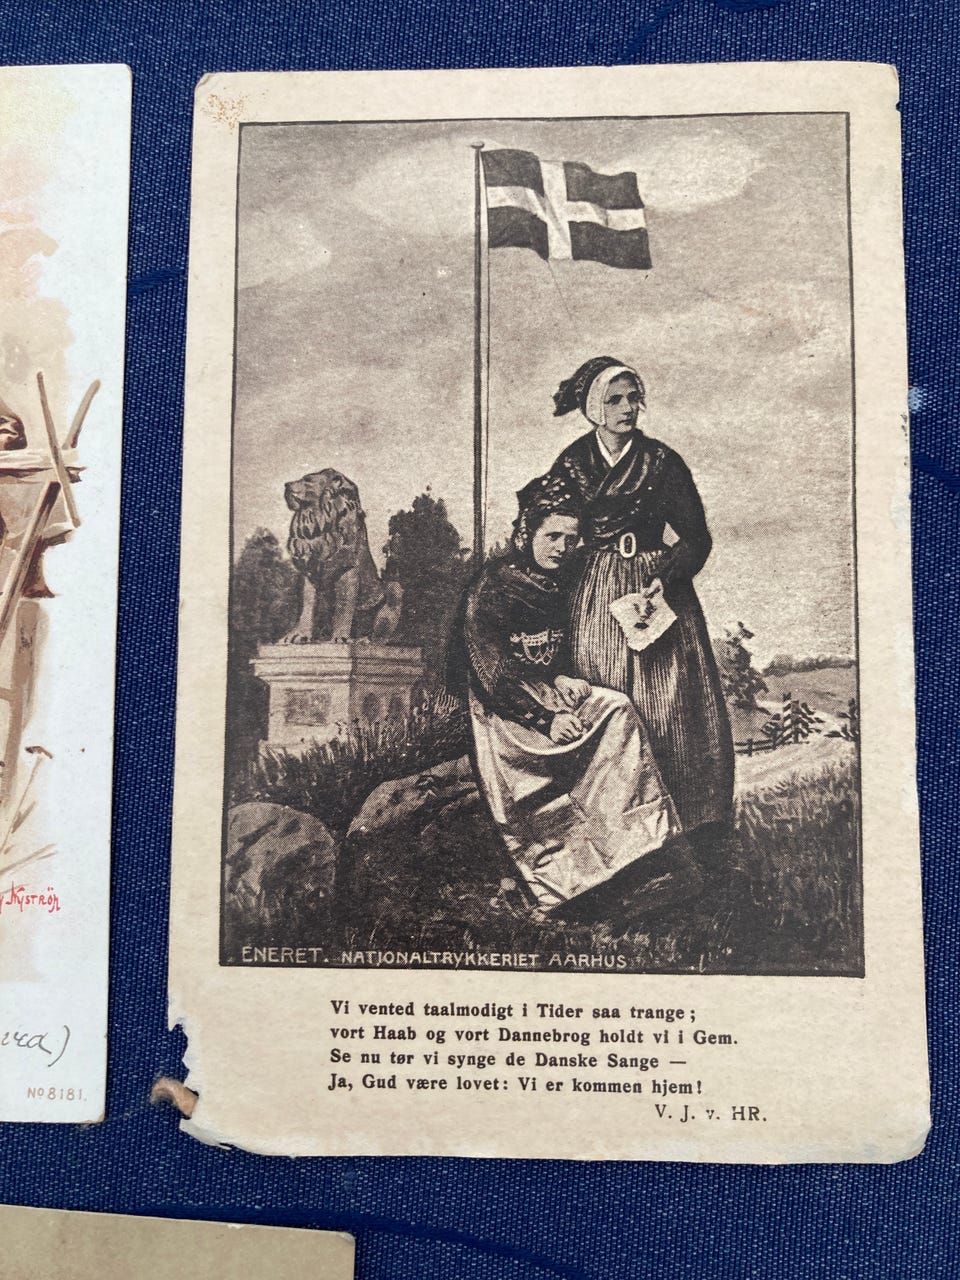 ENERET. NATIONALTRYKKERIET AARHUS
Vi vented taalmodigt i Tider saa trange;
vort Haab og vort Dannebrog holdt vi i Gem.
Se nu tør vi synge de Danske Sange —
Ja, Gud være lovet: Vi er kommen hjem!
V. J. v. HR.
Nyström
No 8181.